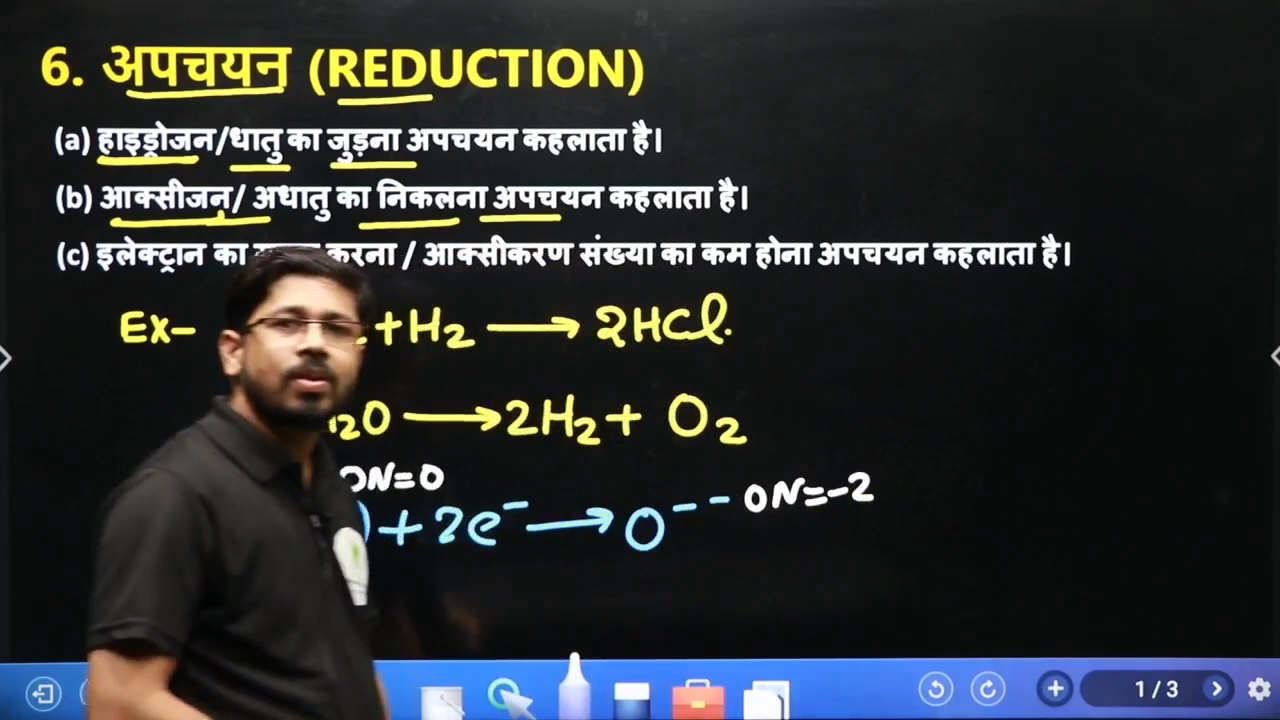 6. अपचयन (REDUCTION)
(a) हाइड्रोजन/धातु का जुड़ना अपचयन कहलाता है।
(b) आक्सीजन/ अधातु का निकलना अपचयन कहलाता है।
(c) इलेक्ट्रान का करना / आक्सीकरण संख्या का कम होना अपचयन कहलाता है।
Ex- +H₂ ⟶ 2HCl.
₂O ⟶ 2H₂+ O₂
ON=0 ON=-2
+2e⁻ ⟶ O⁻⁻
1 / 3